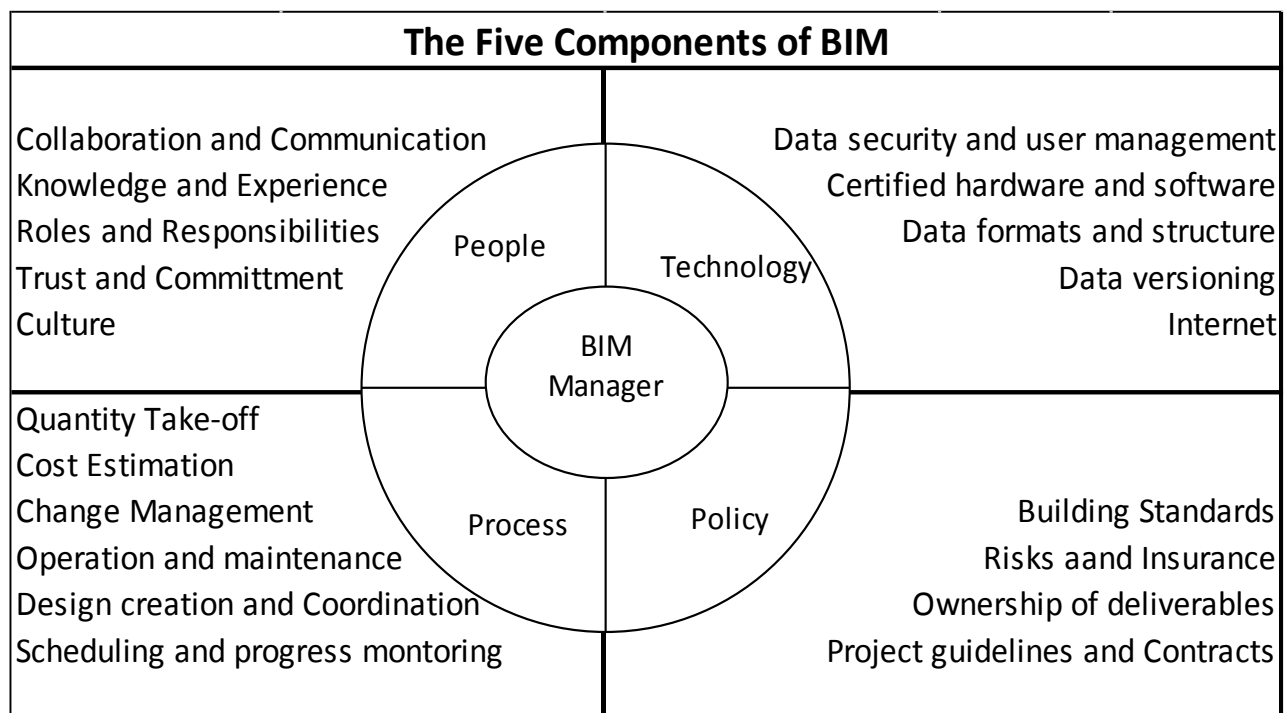 The Five Components of BIM
Collaboration and Communication
Knowledge and Experience
Roles and Responsibilities
Trust and Committment
Culture
Data security and user management
Certified hardware and software
Data formats and structure
Data versioning
Internet
People
Technology
BIM
Manager
Process
Policy
Quantity Take-off
Cost Estimation
Change Management
Operation and maintenance
Design creation and Coordination
Scheduling and progress montoring
Building Standards
Risks aand Insurance
Ownership of deliverables
Project guidelines and Contracts